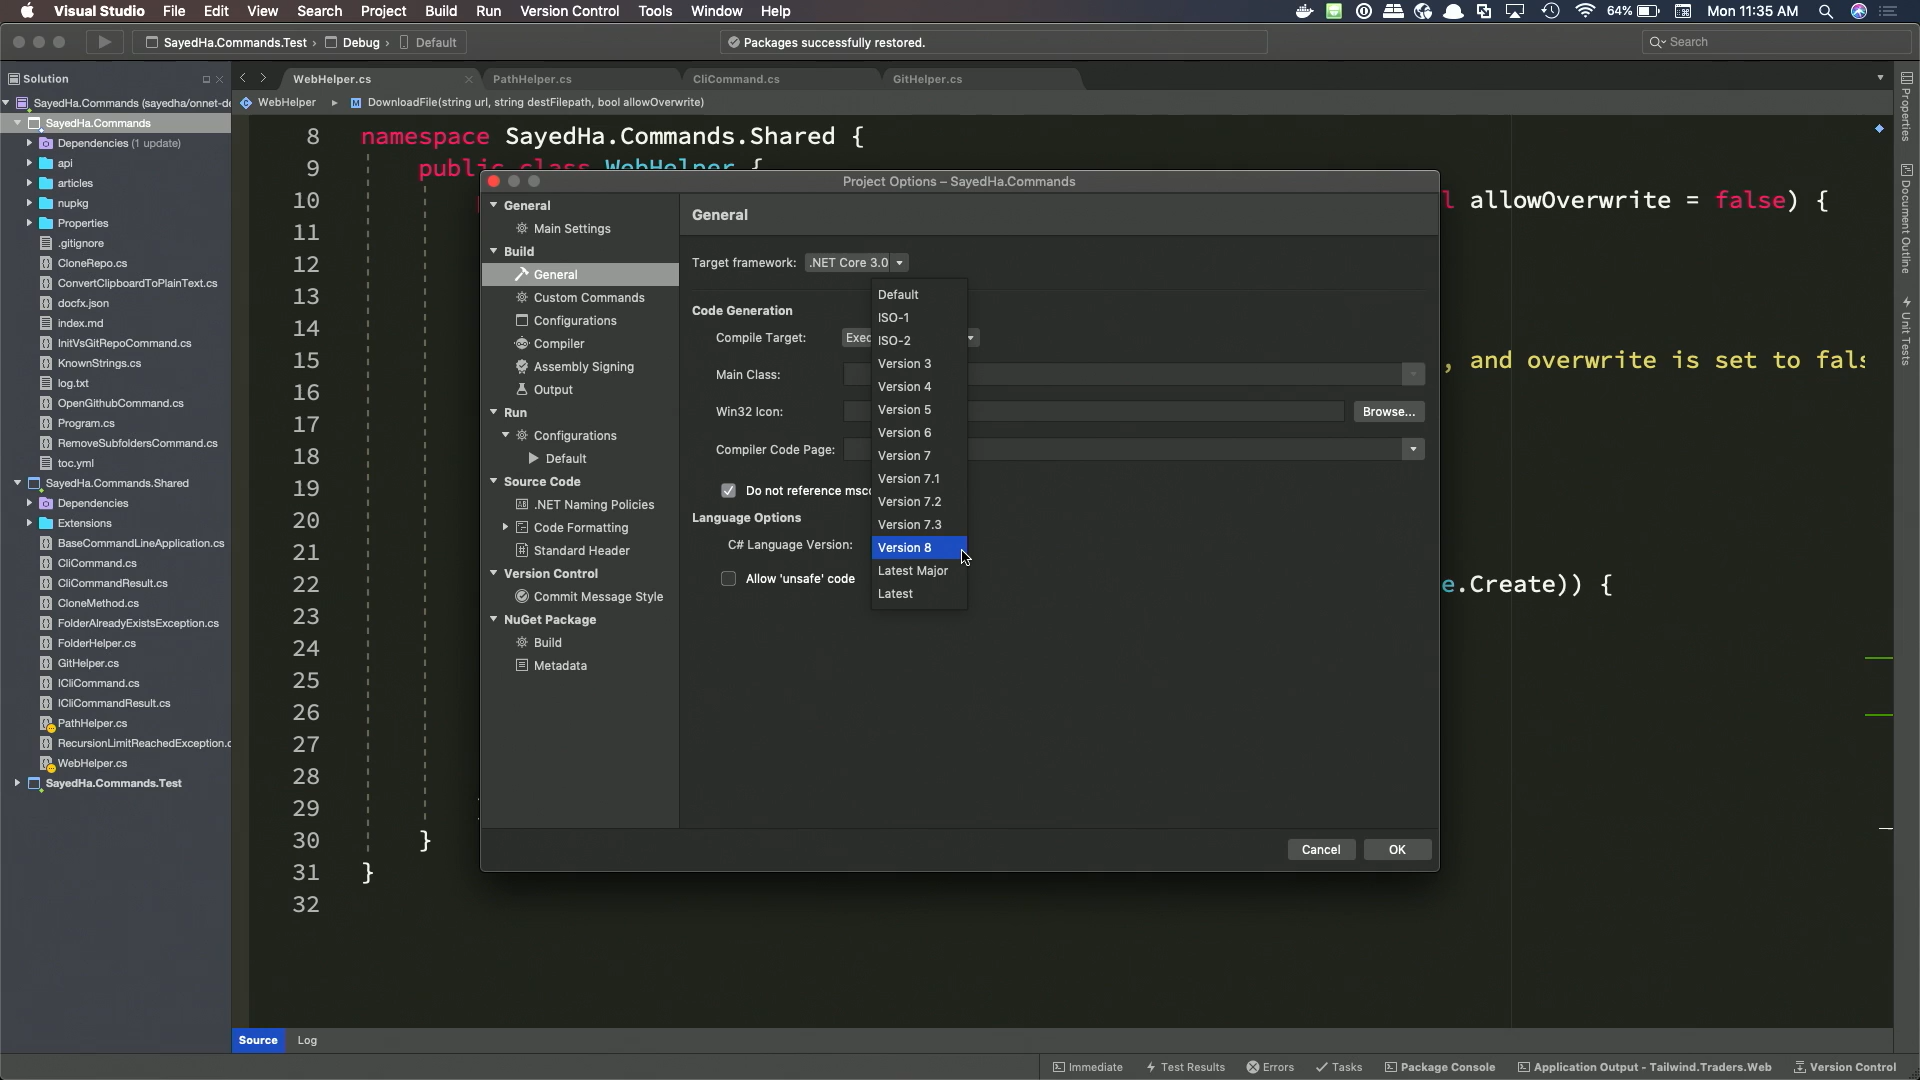 Visual Studio File Edit View Search Project Build Run Version Control Tools Window Help
64% Mon 11:35 AM
SayedHa.Commands.Test › Debug › Default
Packages successfully restored.
Search
Solution
SayedHa.Commands (sayedha/onnet-de
SayedHa.Commands
Dependencies (1 update)
api
articles
nupkg
Properties
.gitignore
CloneRepo.cs
ConvertClipboardToPlainText.cs
docfx.json
index.md
InitVsGitRepoCommand.cs
KnownStrings.cs
log.txt
OpenGithubCommand.cs
Program.cs
RemoveSubfoldersCommand.cs
toc.yml
SayedHa.Commands.Shared
Dependencies
Extensions
BaseCommandLineApplication.cs
CliCommand.cs
CliCommandResult.cs
CloneMethod.cs
FolderAlreadyExistsException.cs
FolderHelper.cs
GitHelper.cs
ICliCommand.cs
ICliCommandResult.cs
PathHelper.cs
RecursionLimitReachedException.c
WebHelper.cs
SayedHa.Commands.Test
WebHelper.cs PathHelper.cs CliCommand.cs GitHelper.cs
WebHelper DownloadFile(string url, string destFilepath, bool allowOverwrite)
8 namespace SayedHa.Commands.Shared {
9 public class WebHelper {
10 l allowOverwrite = false) {
11
12
13
14
15 , and overwrite is set to fals
16
17
18
19
20
21
22 e.Create)) {
23
24
25
26
27
28
29
30 }
31 }
32
Project Options – SayedHa.Commands
General
Main Settings
Build
General
Custom Commands
Configurations
Compiler
Assembly Signing
Output
Run
Configurations
Default
Source Code
.NET Naming Policies
Code Formatting
Standard Header
Version Control
Commit Message Style
NuGet Package
Build
Metadata
General
Target framework: .NET Core 3.0
Code Generation
Compile Target: Exec
Main Class:
Win32 Icon: Browse...
Compiler Code Page:
Do not reference msco
Language Options
C# Language Version:
Allow 'unsafe' code
Default
ISO-1
ISO-2
Version 3
Version 4
Version 5
Version 6
Version 7
Version 7.1
Version 7.2
Version 7.3
Version 8
Latest Major
Latest
Cancel OK
Properties
Document Outline
Unit Tests
Source Log
Immediate Test Results Errors Tasks Package Console Application Output - Tailwind.Traders.Web Version Control